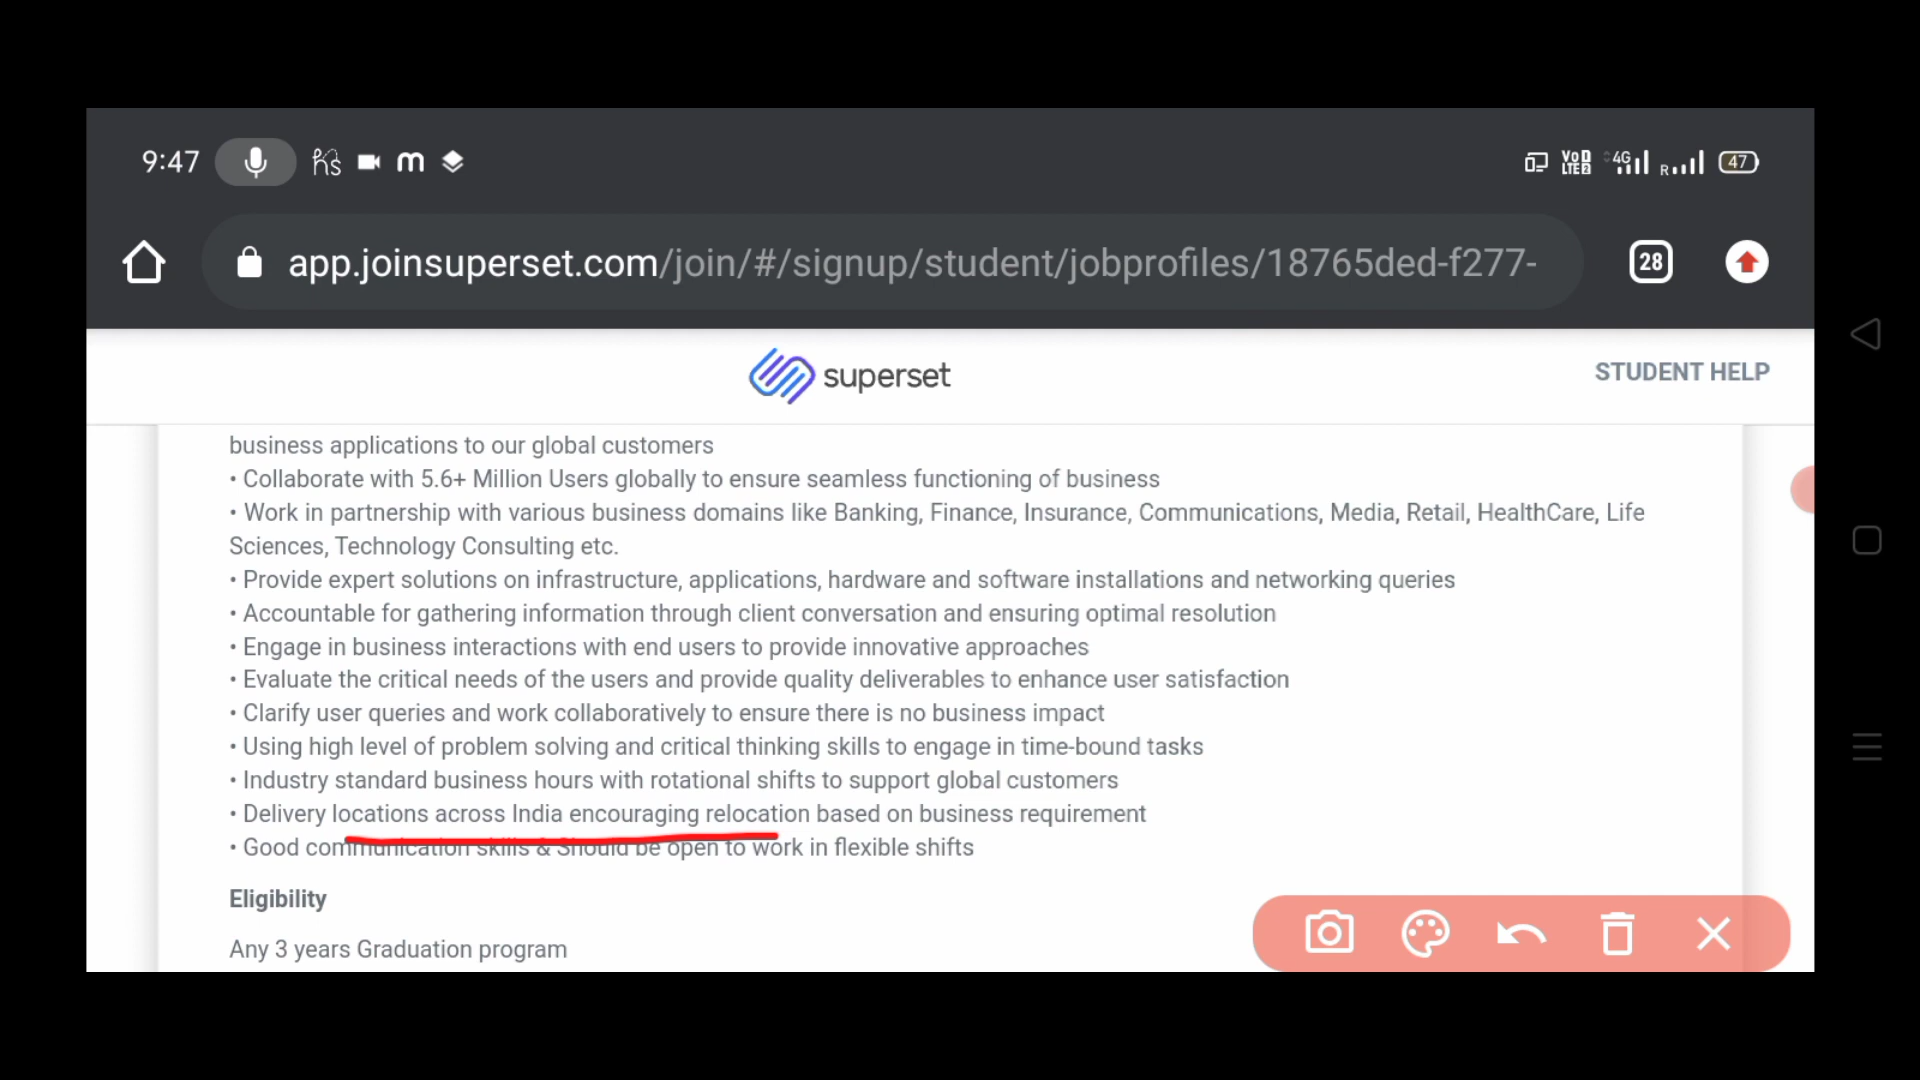 9:47
Ks m VoD LTE2 4G R 47
app.joinsuperset.com/join/#/signup/student/jobprofiles/18765ded-f277- 28
superset STUDENT HELP
business applications to our global customers
• Collaborate with 5.6+ Million Users globally to ensure seamless functioning of business
• Work in partnership with various business domains like Banking, Finance, Insurance, Communications, Media, Retail, HealthCare, Life
Sciences, Technology Consulting etc.
• Provide expert solutions on infrastructure, applications, hardware and software installations and networking queries
• Accountable for gathering information through client conversation and ensuring optimal resolution
• Engage in business interactions with end users to provide innovative approaches
• Evaluate the critical needs of the users and provide quality deliverables to enhance user satisfaction
• Clarify user queries and work collaboratively to ensure there is no business impact
• Using high level of problem solving and critical thinking skills to engage in time-bound tasks
• Industry standard business hours with rotational shifts to support global customers
• Delivery locations across India encouraging relocation based on business requirement
• Good communication skills & Should be open to work in flexible shifts
Eligibility
Any 3 years Graduation program